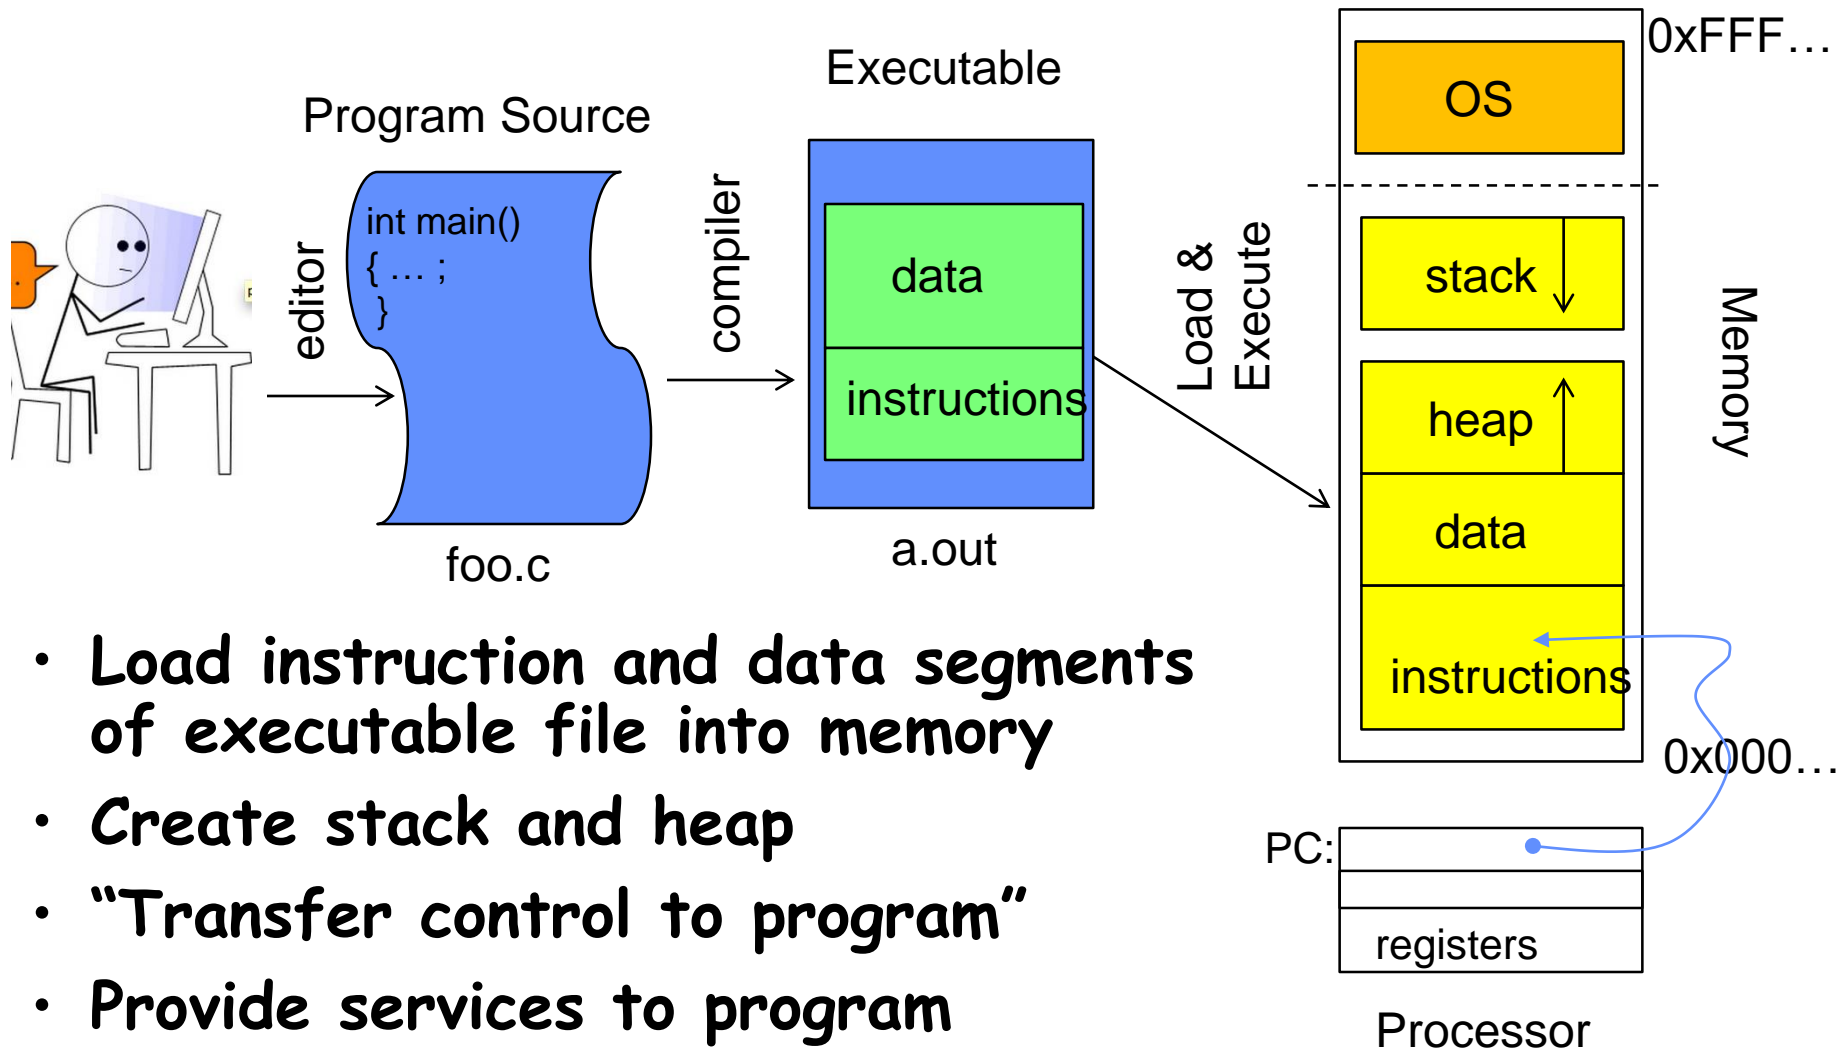 0xFFF…
Executable
OS
Program Source
int main()
{ … ;
}
editor
compiler
data
instructions
Load &
Execute
stack
heap
data
instructions
Memory
foo.c
a.out
0x000…
• Load instruction and data segments
of executable file into memory
• Create stack and heap
• “Transfer control to program”
• Provide services to program
PC:
registers
Processor